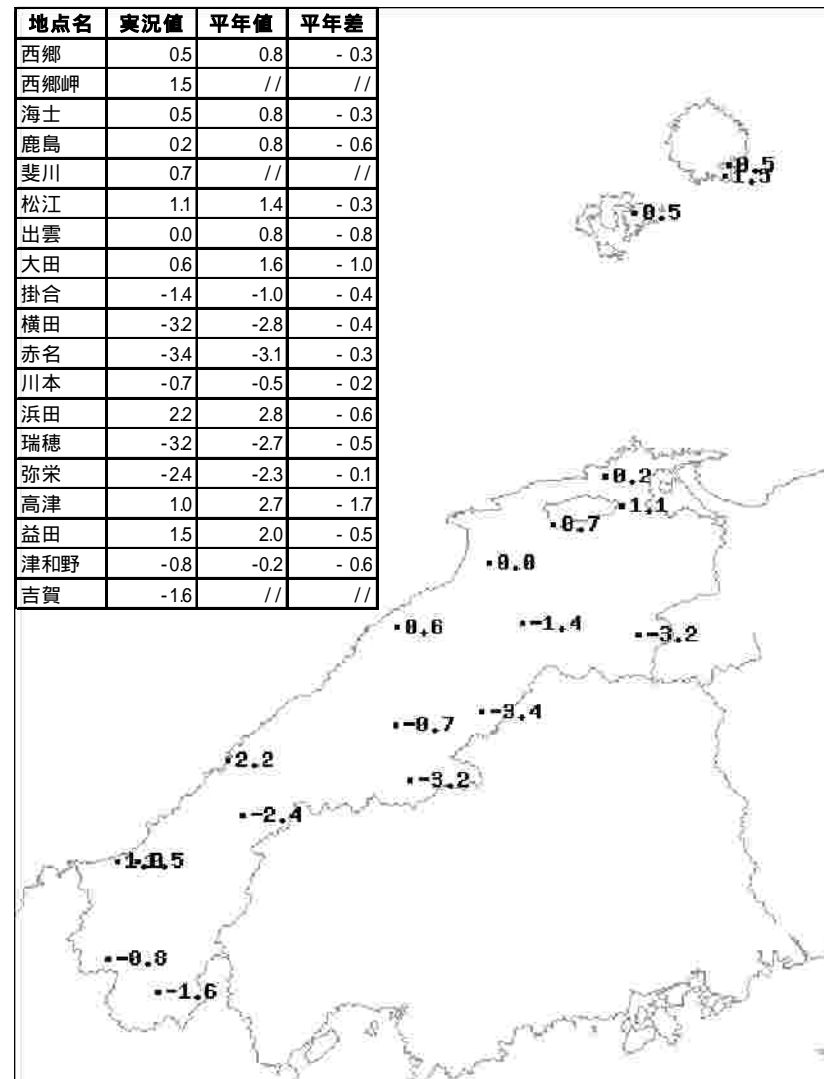 地点名 実況値 平年値 平年差
西郷 0.5 0.8 - 0.3
西郷岬 1.5 // //
海士 0.5 0.8 - 0.3
鹿島 0.2 0.8 - 0.6
斐川 0.7 // //
松江 1.1 1.4 - 0.3
出雲 0.0 0.8 - 0.8
大田 0.6 1.6 - 1.0
掛合 -1.4 -1.0 - 0.4
横田 -3.2 -2.8 - 0.4
赤名 -3.4 -3.1 - 0.3
川本 -0.7 -0.5 - 0.2
浜田 2.2 2.8 - 0.6
瑞穂 -3.2 -2.7 - 0.5
弥栄 -2.4 -2.3 - 0.1
高津 1.0 2.7 - 1.7
益田 1.5 2.0 - 0.5
津和野 -0.8 -0.2 - 0.6
吉賀 -1.6 // //
0.5
1.5
0.5
0.2
1.1
0.7
0.0
0.6 -1.4 -3.2
-3.4
-0.7
2.2
-3.2
-2.4
1.0 1.5
-0.8
-1.6